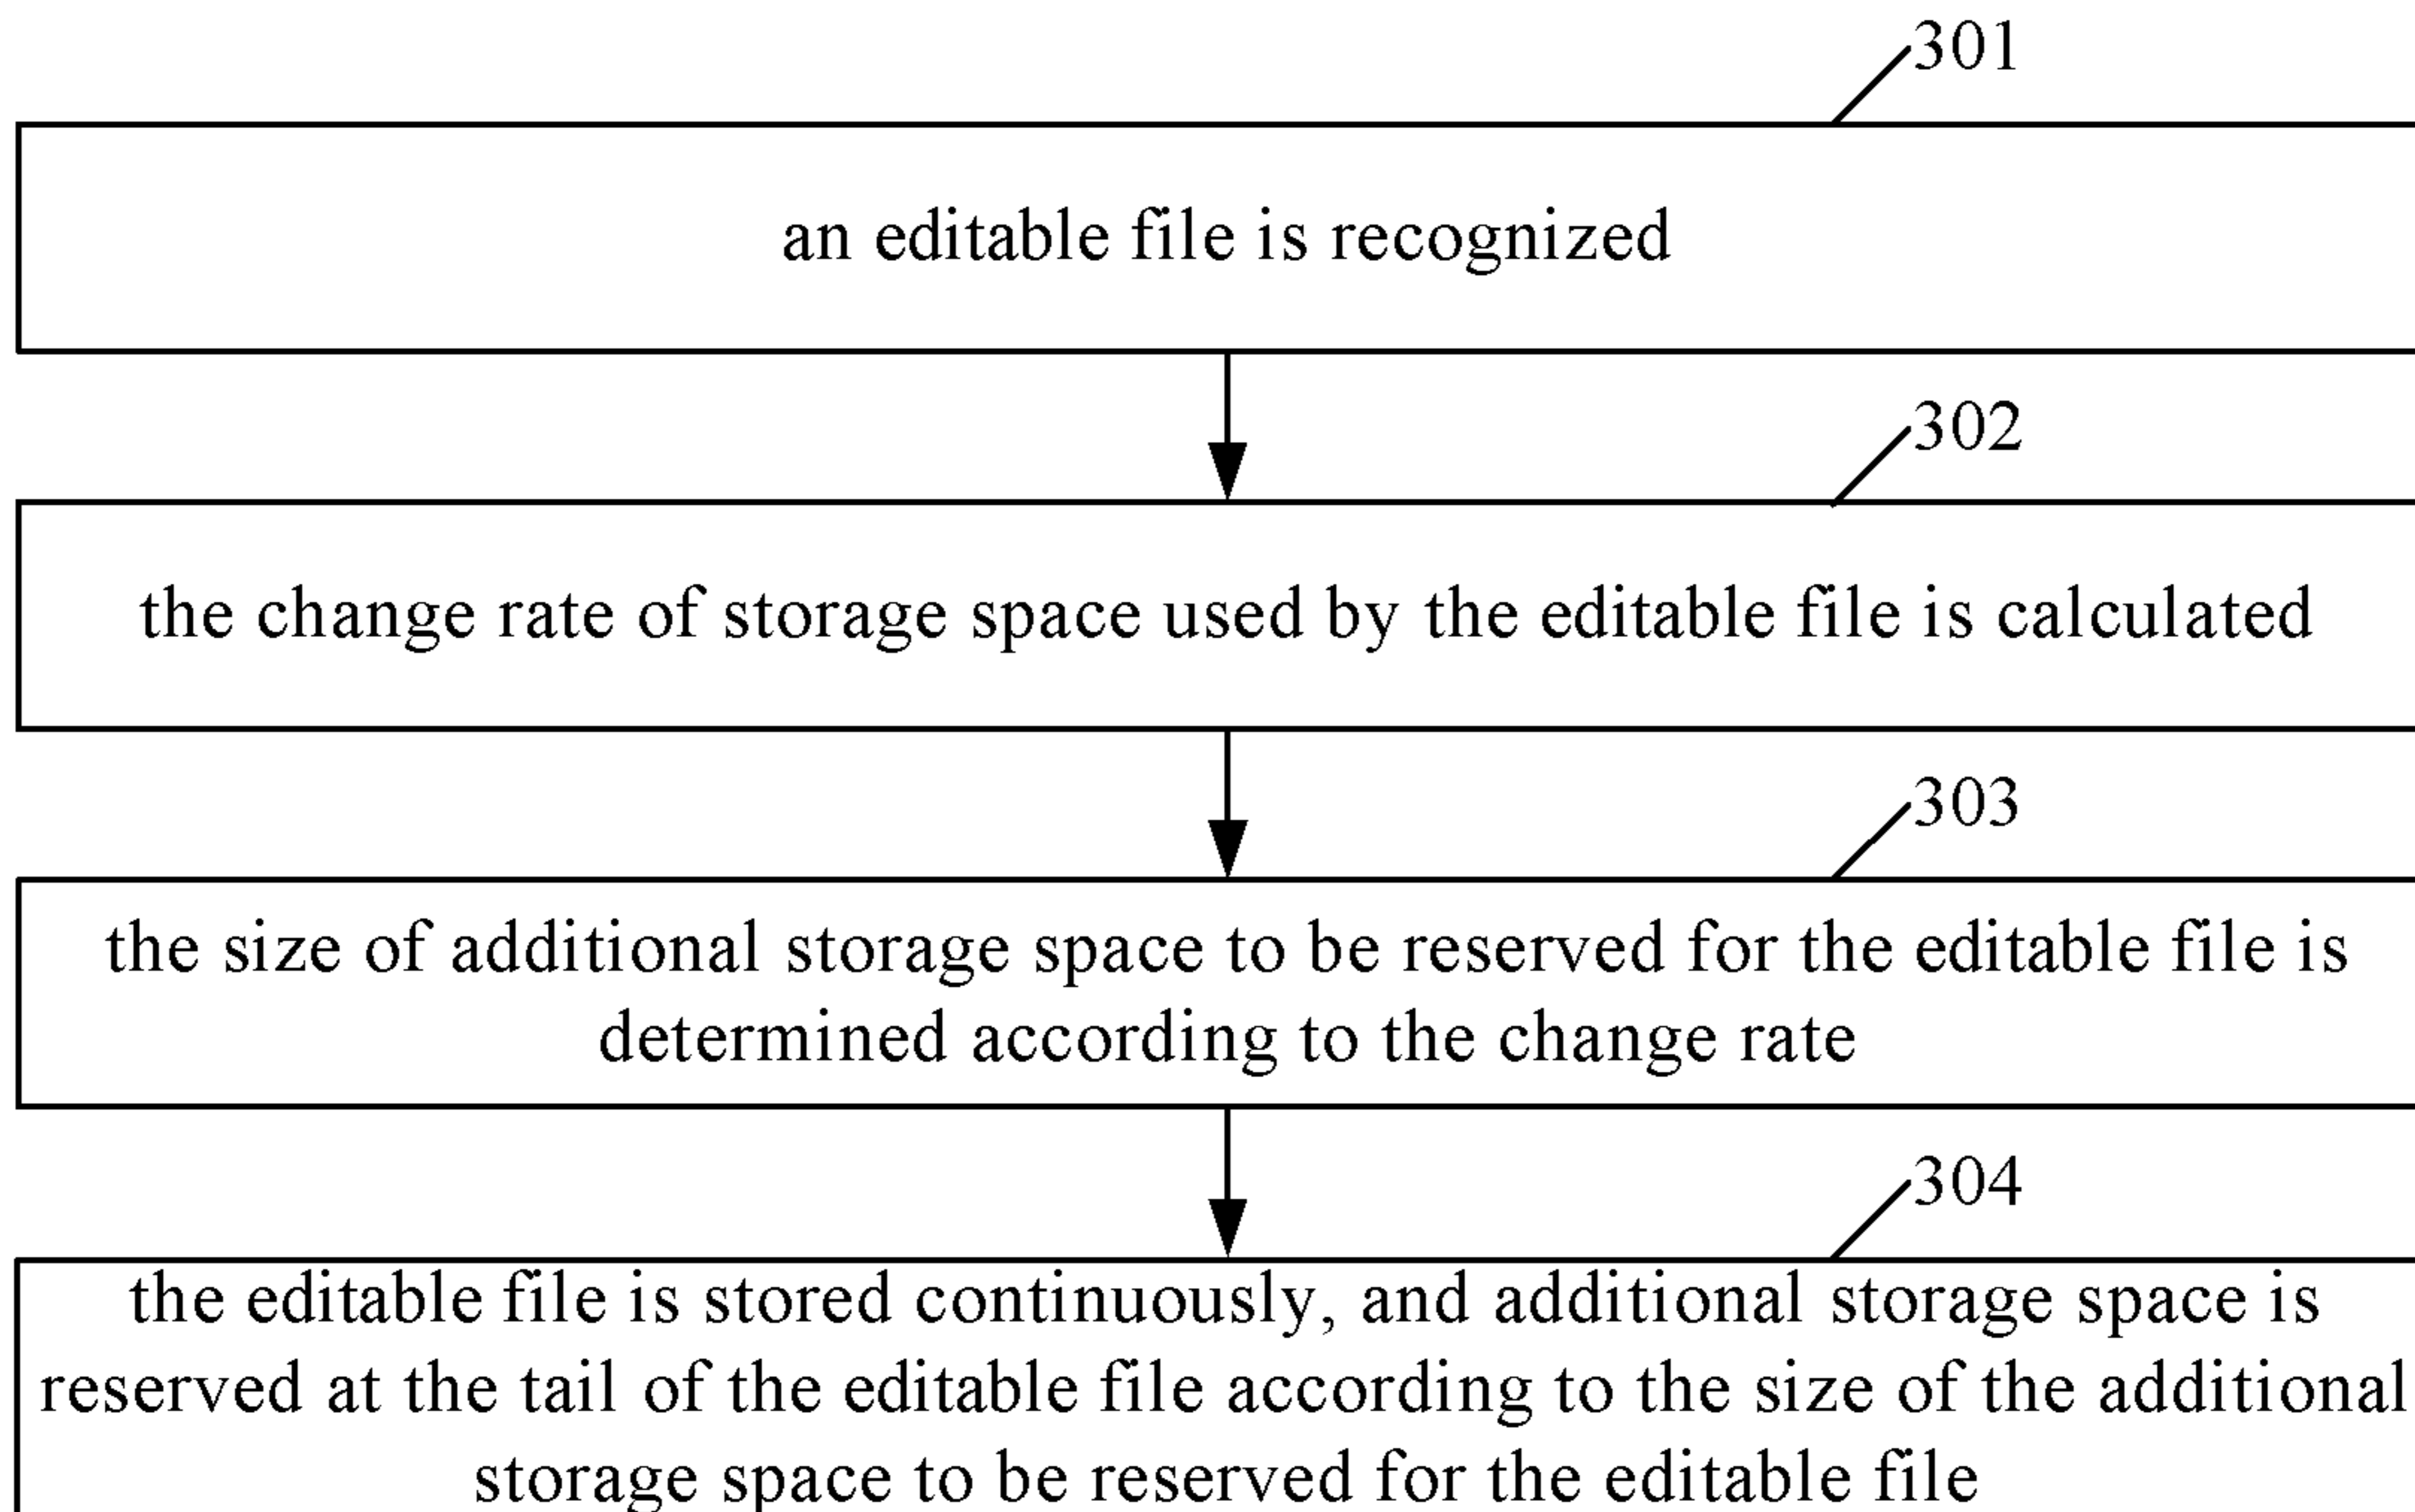 301
an editable file is recognized
302
the change rate of storage space used by the editable file is calculated
303
the size of additional storage space to be reserved for the editable file is
determined according to the change rate
304
the editable file is stored continuously, and additional storage space is
reserved at the tail of the editable file according to the size of the additional
storage space to be reserved for the editable file